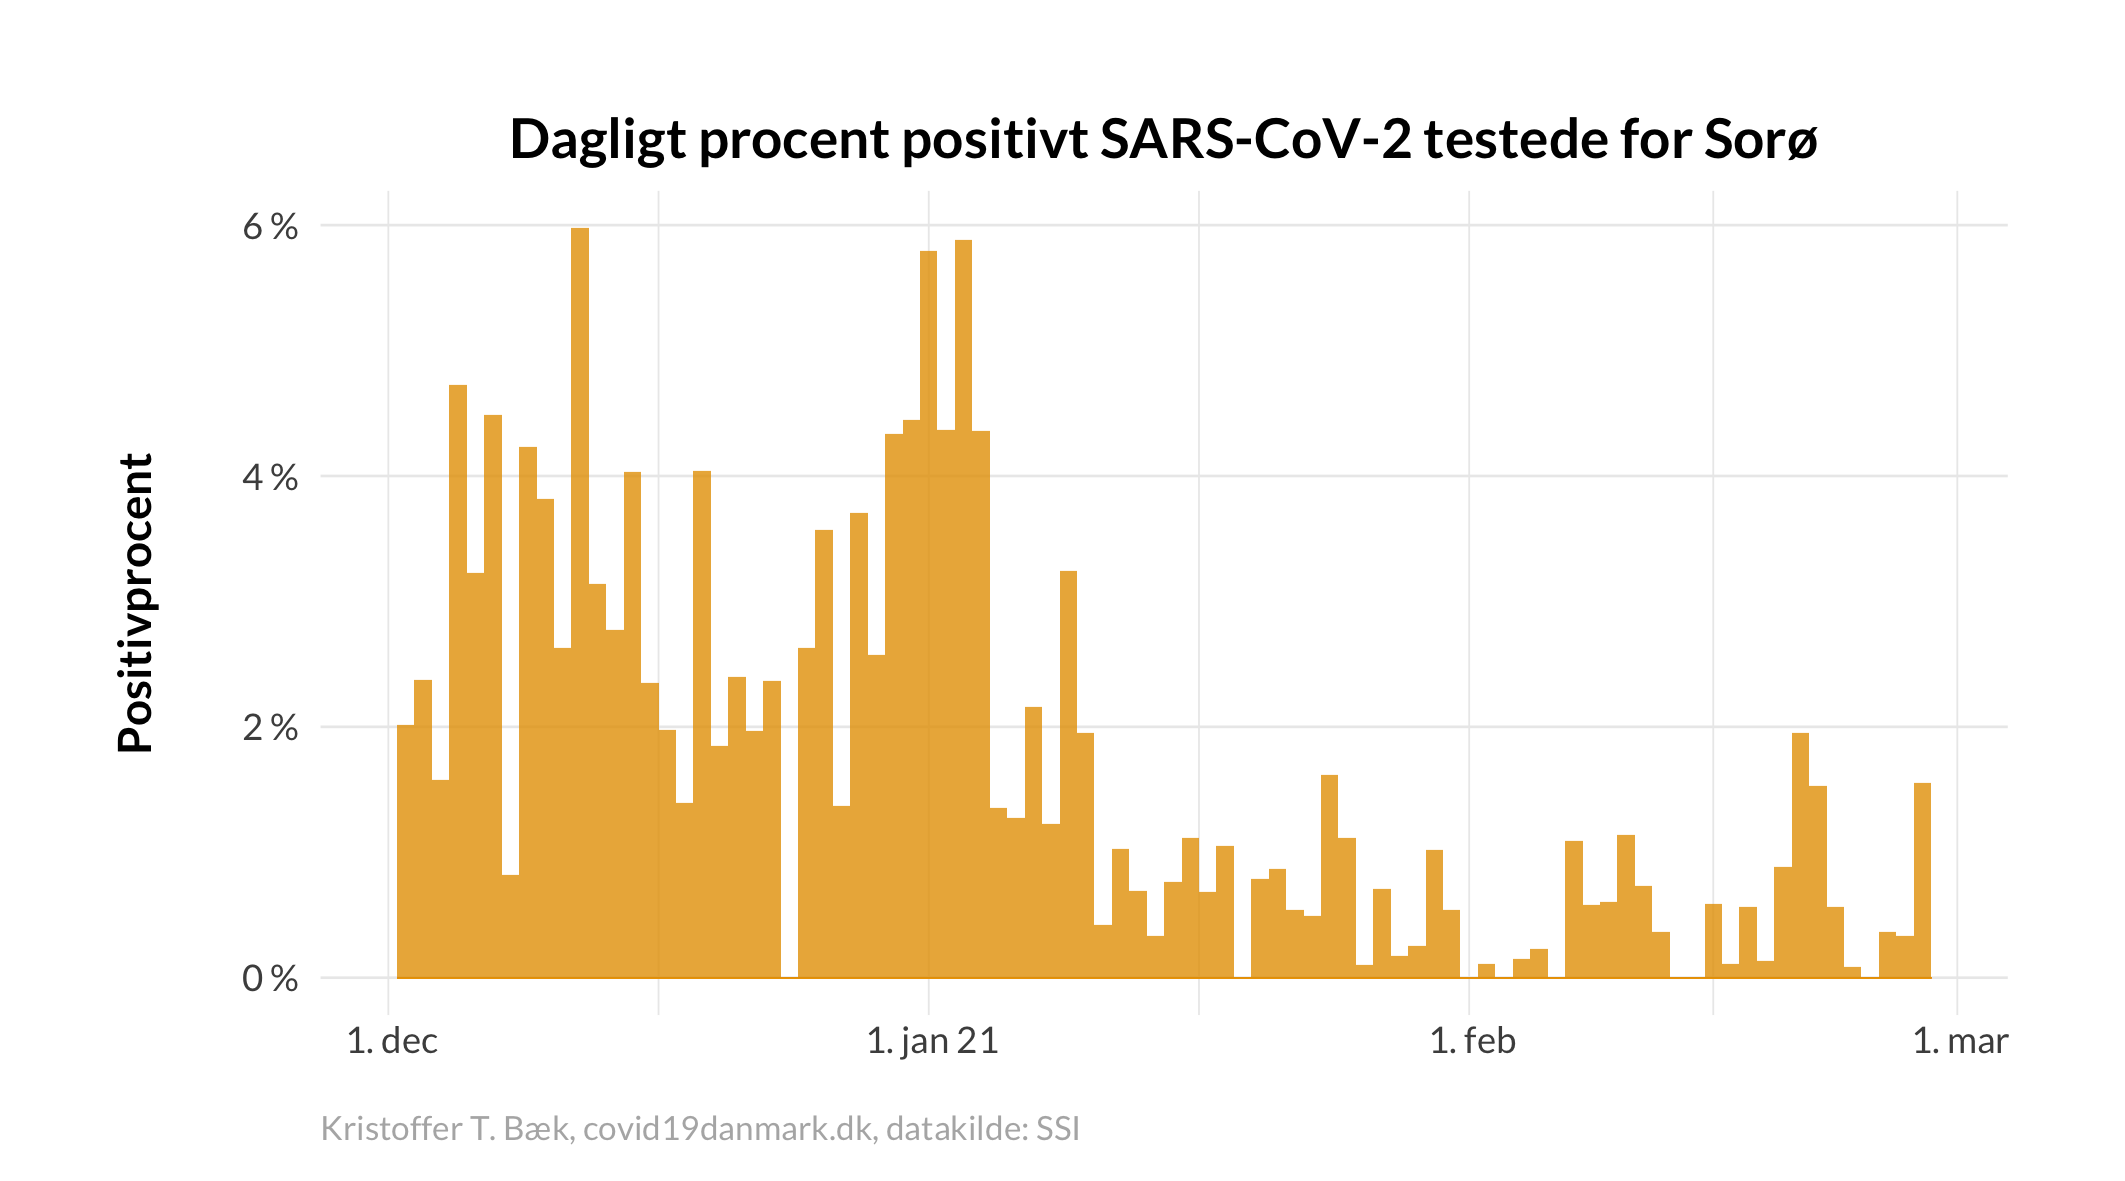 Dagligt procent positivt SARS-CoV-2 testede for Sorø
Positivprocent
6 %
4 %
2 %
0 %
1. dec
1. jan 21
1. feb
1. mar
Kristoffer T. Bæk, covid19danmark.dk, datakilde: SSI